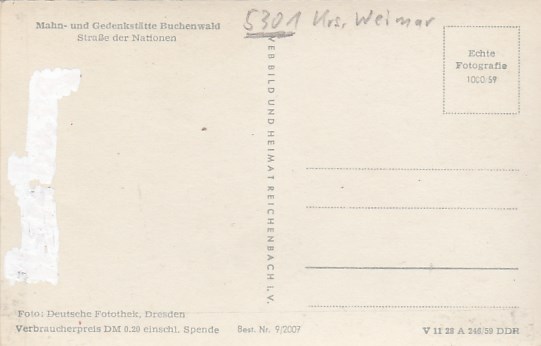 Mahn- und Gedenkstätte Buchenwald
Straße der Nationen
5301 Krs. Weimar
Echte
Fotografie
1000/59
VEB BILD UND HEIMAT REICHENBACH I. V.
Foto: Deutsche Fotothek, Dresden
Verbraucherpreis DM 0.20 einschl. Spende
Best. Nr. 9/2007
V 11 28 A 246/59 DDR